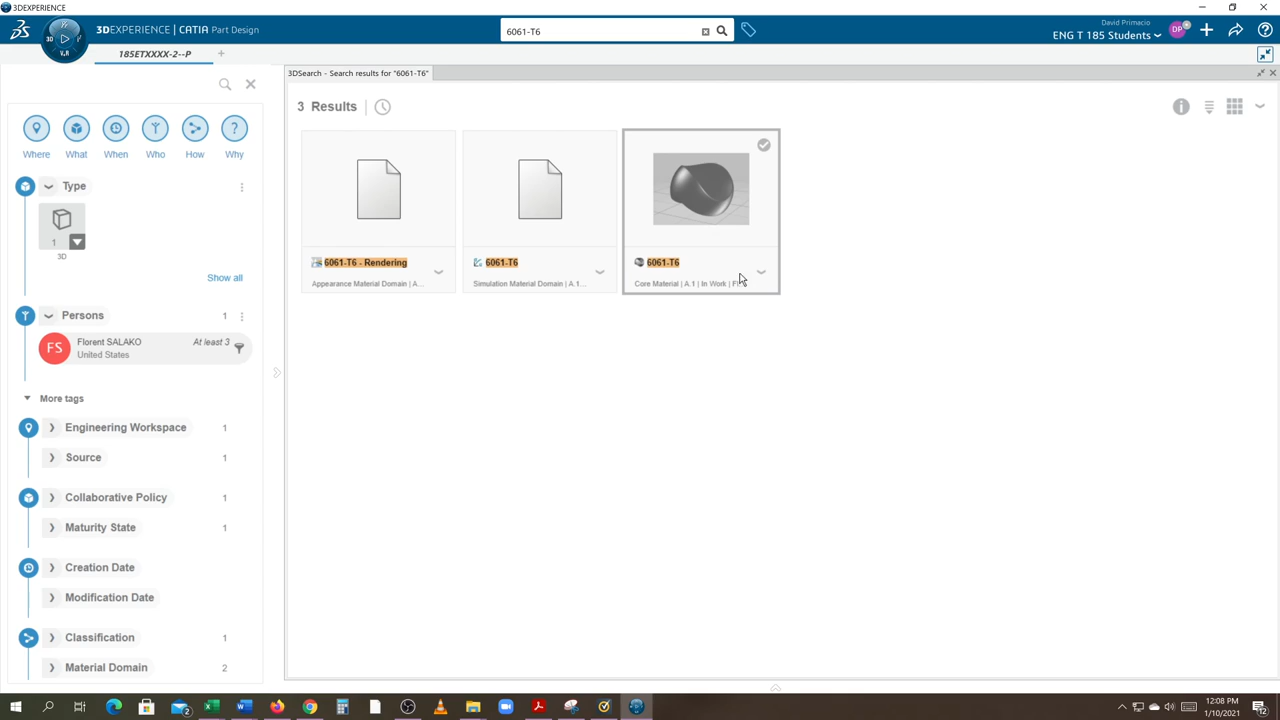 3DEXPERIENCE
3DEXPERIENCE | CATIA Part Design
6061-T6
David Primacio
ENG T 185 Students
DP
3D
V,R
185ETXXXX-2--P
3DSearch - Search results for "6061-T6"
3 Results
Where
What
When
Who
How
Why
Type
1
3D
Show all
Persons 1
FS
Florent SALAKO
At least 3
United States
More tags
Engineering Workspace 1
Source 1
Collaborative Policy 1
Maturity State 1
Creation Date
Modification Date
Classification 1
Material Domain 2
6061-T6 - Rendering
Appearance Material Domain | A...
6061-T6
Simulation Material Domain | A.1...
6061-T6
Core Material | A.1 | In Work |
12:08 PM
1/10/2021